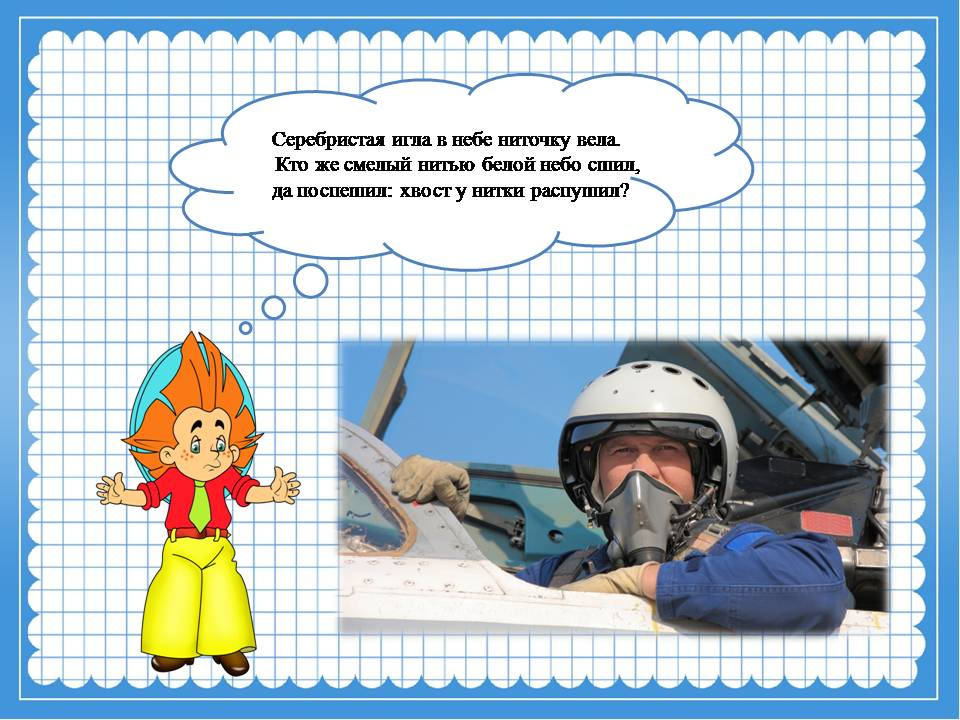 Серебристая игла в небе ниточку вела.
Кто же смелый нитью белой небо сшил,
да поспешил: хвост у нитки распушил?